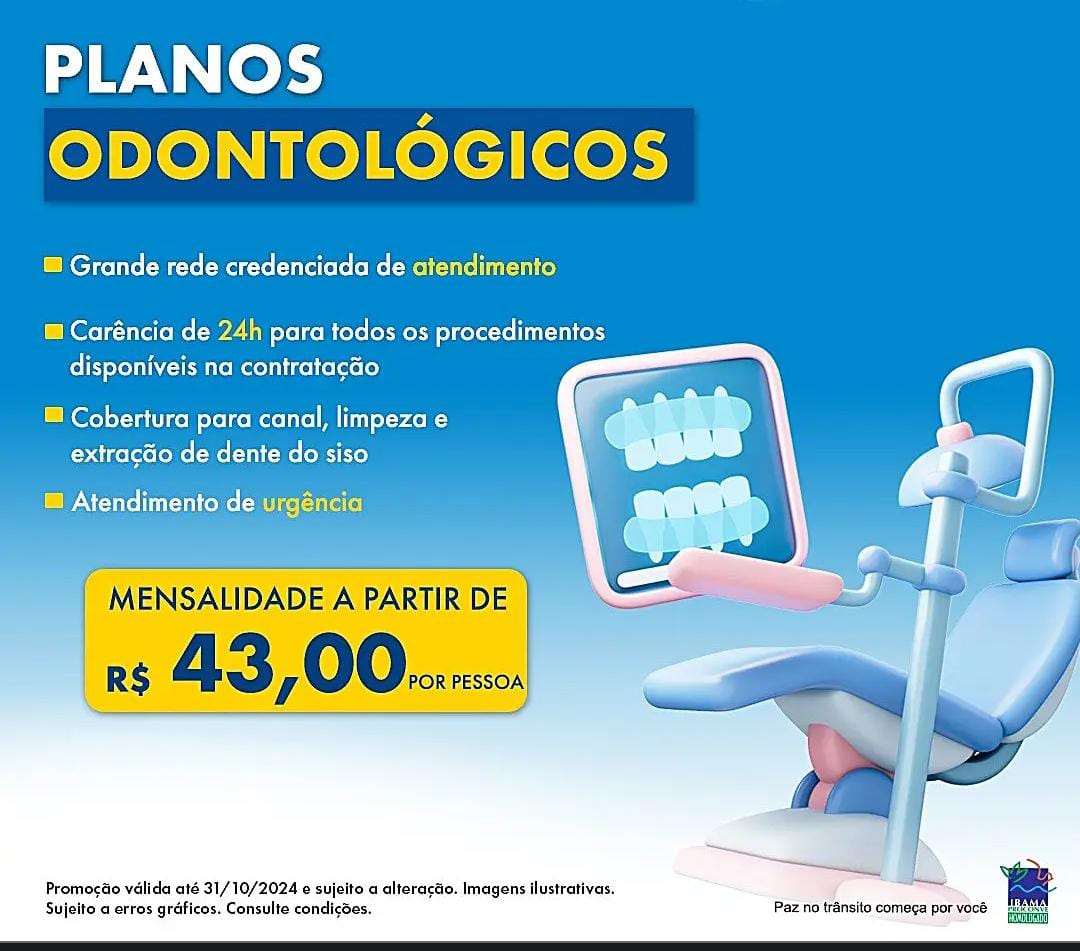 PLANOS
ODONTOLÓGICOS
Grande rede credenciada de atendimento
Carência de 24h para todos os procedimentos
disponíveis na contratação
Cobertura para canal, limpeza e
extração de dente do siso
Atendimento de urgência
MENSALIDADE A PARTIR DE
R$ 43,00 POR PESSOA
Promoção válida até 31/10/2024 e sujeito a alteração. Imagens ilustrativas.
Sujeito a erros gráficos. Consulte condições.
Paz no trânsito começa por você
IBAMA
PROCONVE
HOMOLOGADO